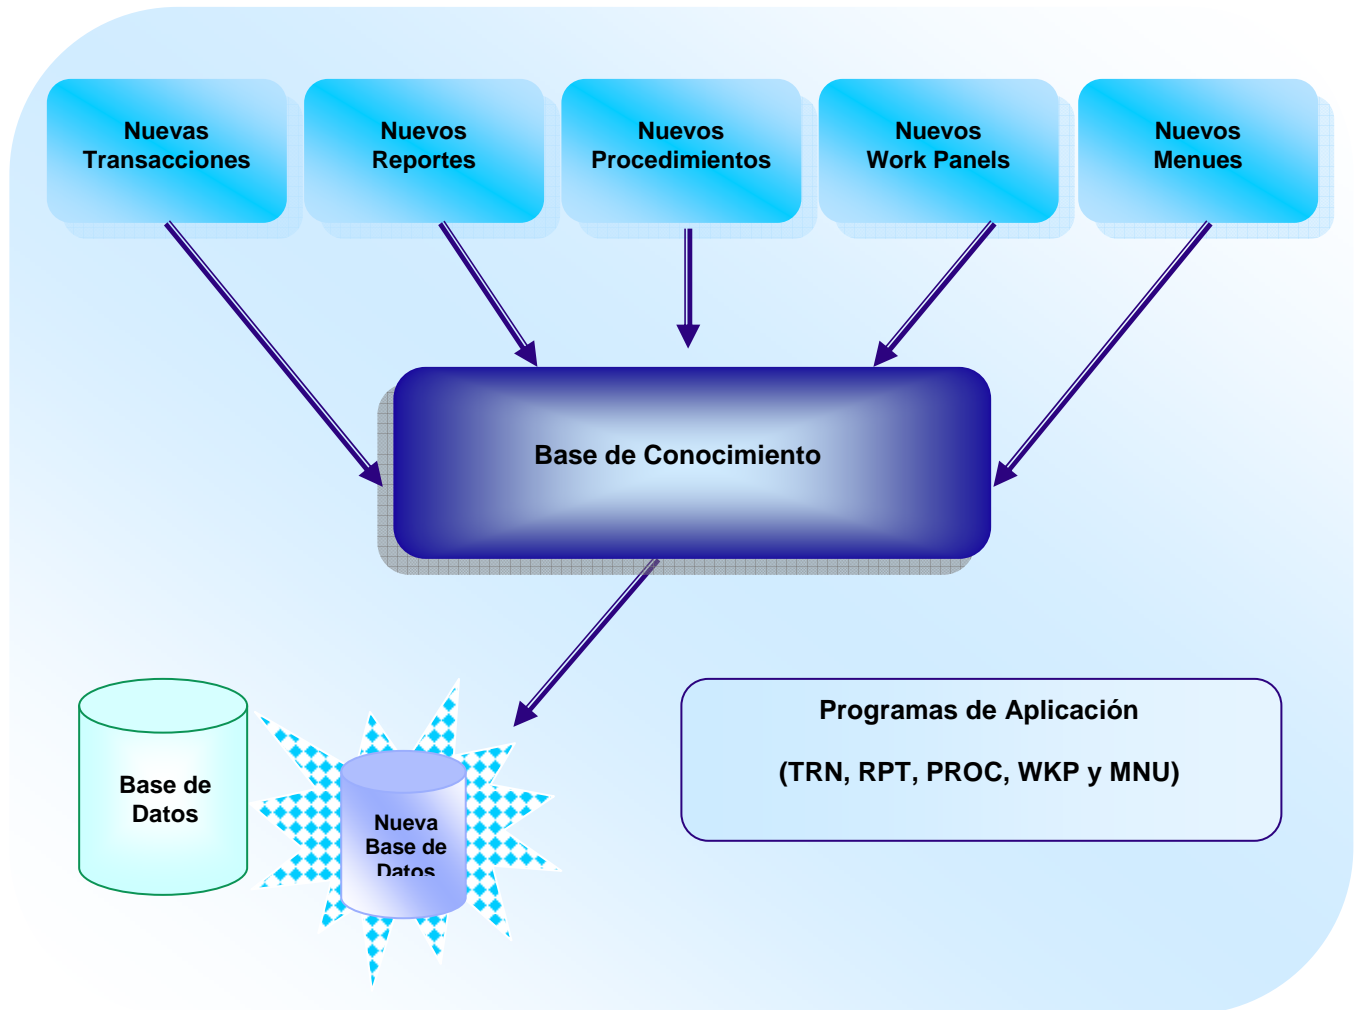 Nuevas
Transacciones
Nuevos
Reportes
Nuevos
Procedimientos
Nuevos
Work Panels
Nuevos
Menues
Base de Conocimiento
Programas de Aplicación
(TRN, RPT, PROC, WKP y MNU)
Base de
Datos
Nueva
Base de
Datos